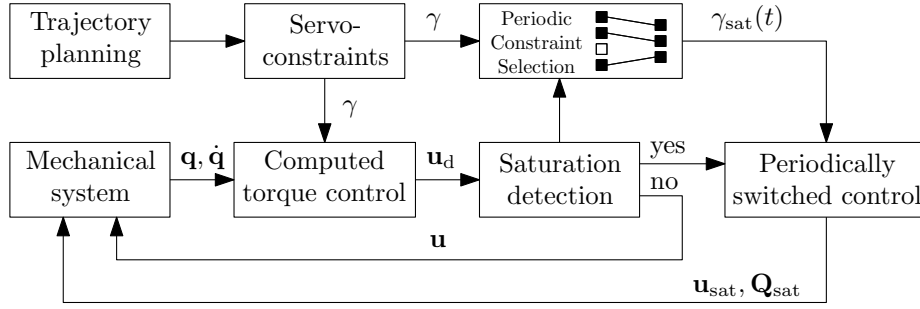 Trajectory
planning
Servo-
constraints
γ
Periodic
Constraint
Selection
γsat(t)
γ
Mechanical
system
q, q̇
Computed
torque control
ud
Saturation
detection
yes
no
Periodically
switched control
u
usat, Qsat